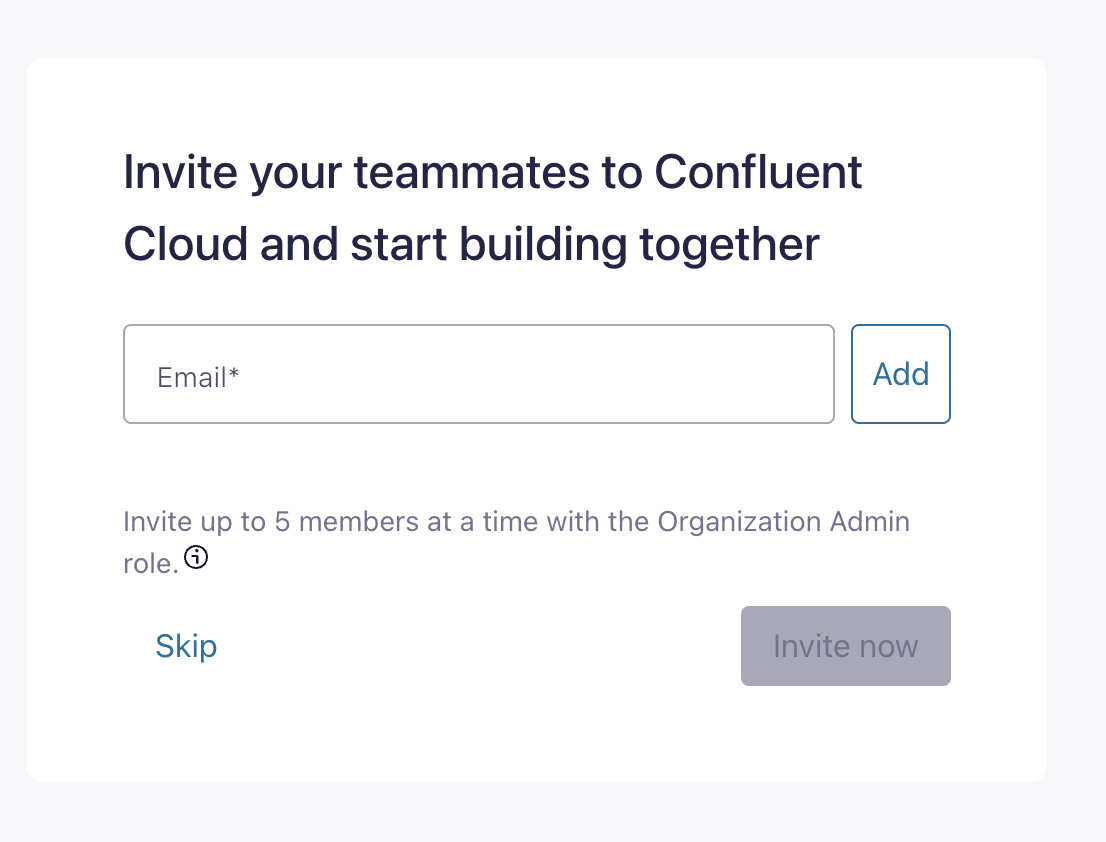 Invite your teammates to Confluent
Cloud and start building together
Email*
Add
Invite up to 5 members at a time with the Organization Admin
role.
Skip
Invite now